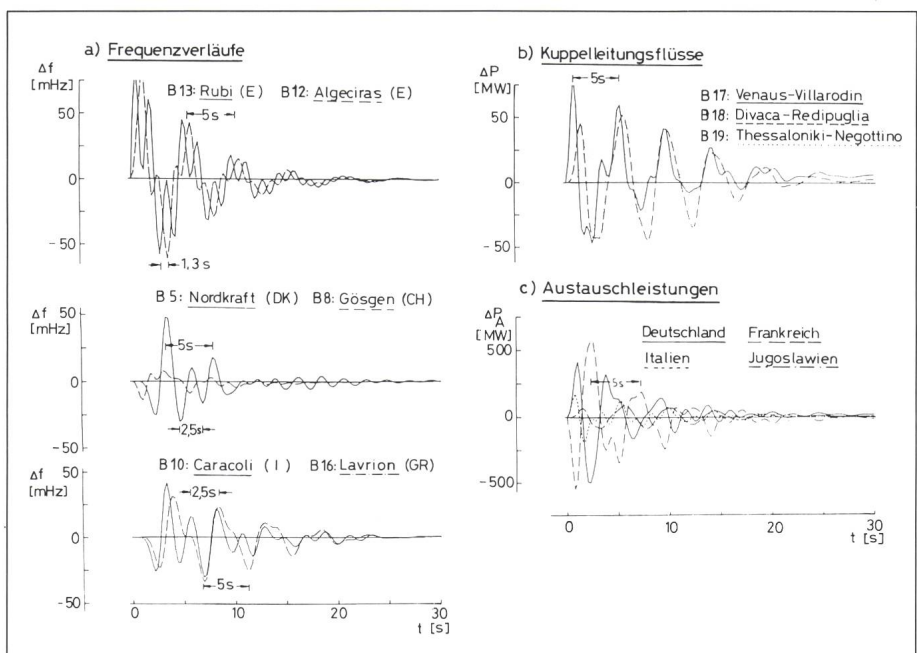 a) Frequenzverläufe
Δf
[mHz]
B13: Rubi (E) B12: Algeciras (E)
50
5s
0
-50
1,3s
B5: Nordkraft (DK) B8: Gösgen (CH)
Δf
[mHz]
50
5s
0
2,5s
-50
B10: Caracoli (I) B16: Lavrion (GR)
Δf
[mHz]
50
2,5s
0
5s
-50
0 10 20 30
t [s]
b) Kuppelleitungsflüsse
ΔP
[MW]
5s
B17: Venaus-Villarodin
B18: Divaca-Redipuglia
B19: Thessaloniki-Negottino
50
0
-50
c) Austauschleistungen
ΔP
A
[MW]
Deutschland Frankreich
Italien Jugoslawien
500
5s
0
-500
0 10 20 30
t [s]